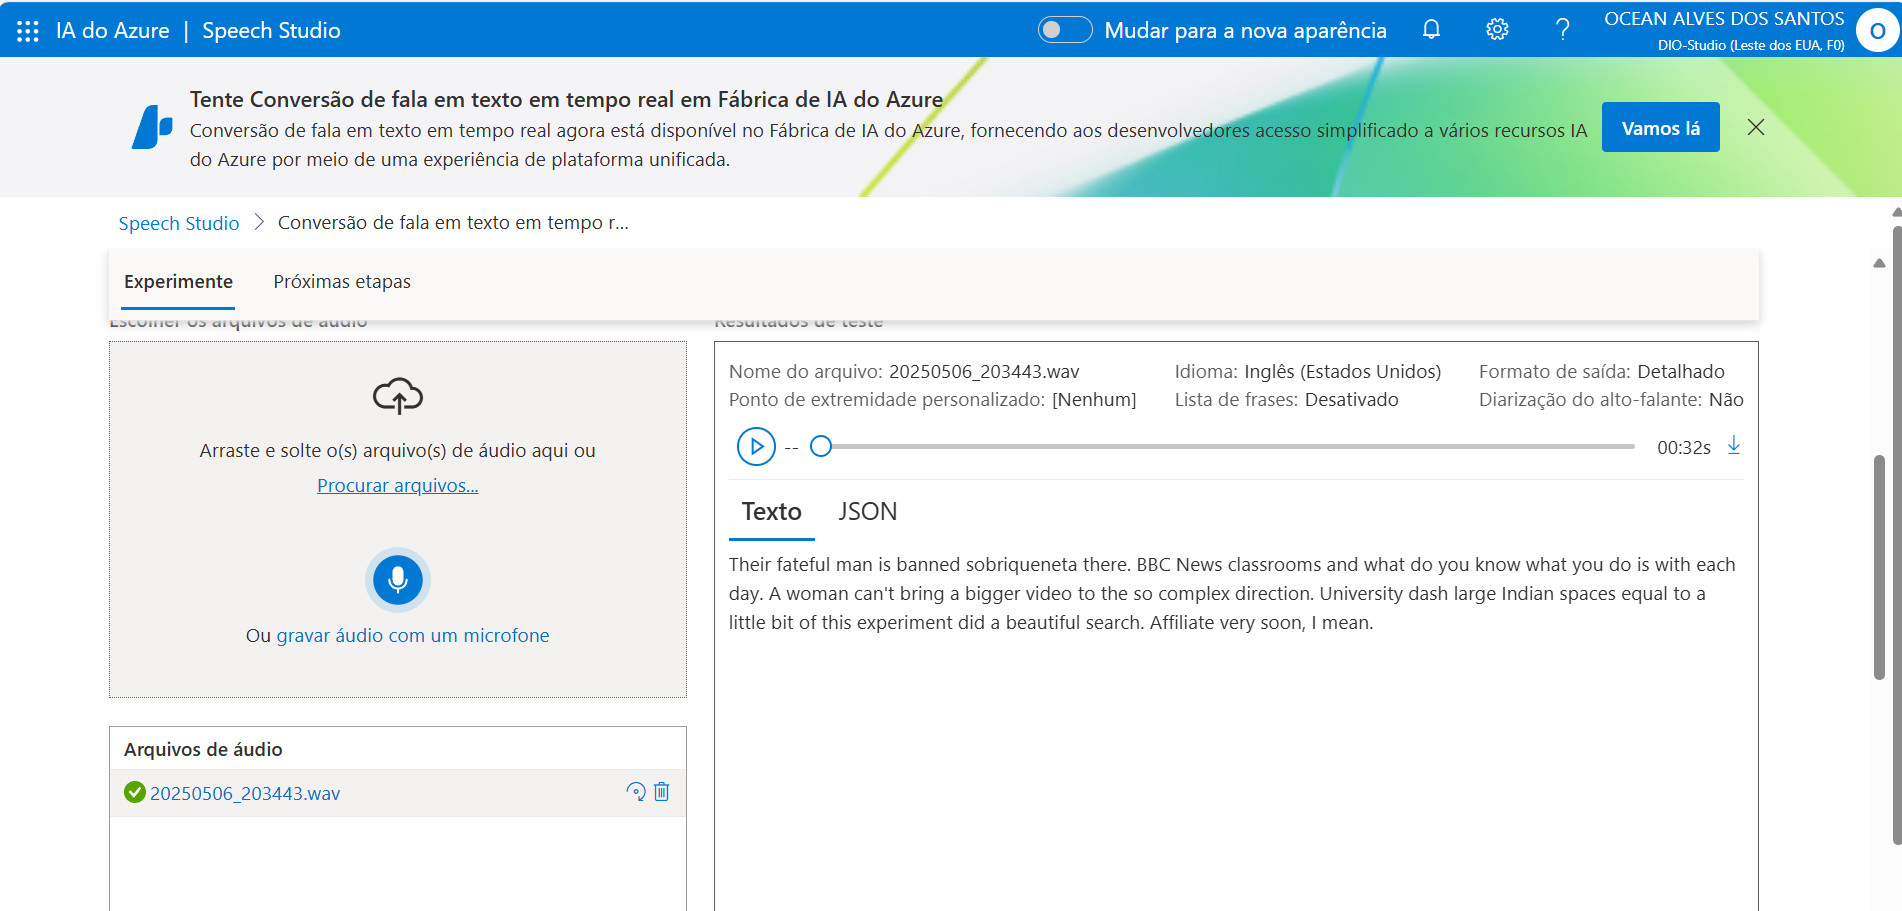 IA do Azure | Speech Studio
Mudar para a nova aparência
OCEAN ALVES DOS SANTOS
DIO-Studio (Leste dos EUA, F0)
O
Tente Conversão de fala em texto em tempo real em Fábrica de IA do Azure
Conversão de fala em texto em tempo real agora está disponível no Fábrica de IA do Azure, fornecendo aos desenvolvedores acesso simplificado a vários recursos IA
do Azure por meio de uma experiência de plataforma unificada.
Vamos lá
Speech Studio > Conversão de fala em texto em tempo r...
Experimente
Próximas etapas
Escolher os arquivos de áudio
Arraste e solte o(s) arquivo(s) de áudio aqui ou
Procurar arquivos...
Ou gravar áudio com um microfone
Arquivos de áudio
20250506_203443.wav
Resultados de teste
Nome do arquivo: 20250506_203443.wav
Idioma: Inglês (Estados Unidos)
Formato de saída: Detalhado
Ponto de extremidade personalizado: [Nenhum]
Lista de frases: Desativado
Diarização do alto-falante: Não
--
00:32s
Texto
JSON
Their fateful man is banned sobriqueneta there. BBC News classrooms and what do you know what you do is with each
day. A woman can't bring a bigger video to the so complex direction. University dash large Indian spaces equal to a
little bit of this experiment did a beautiful search. Affiliate very soon, I mean.